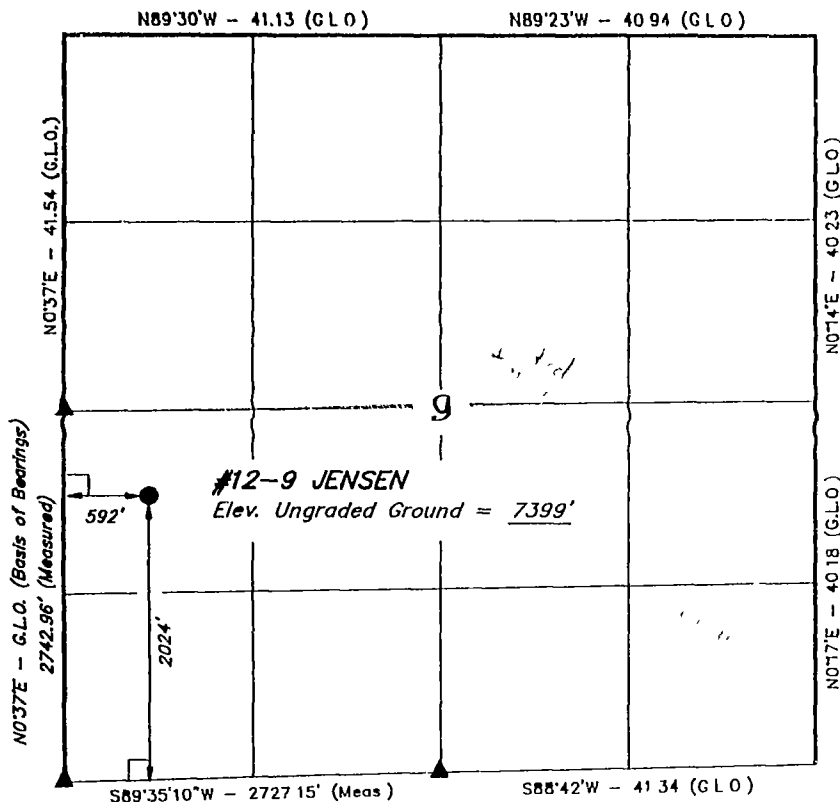 N89°30'W - 41.13 (G.L.O.)
N89°23'W - 40.94 (G.L.O.)
N0°37'E - 41.54 (G.L.O.)
N0°14'E - 40.23 (G.L.O.)
9
#12-9 JENSEN
Elev. Ungraded Ground = 7399'
592'
2024'
N0°37'E - G.L.O. (Basis of Bearings)
2742.96' (Measured)
N0°17'E - 40.18 (G.L.O.)
S89°35'10"W - 2727.15' (Meas.)
S88°42'W - 41.34 (G.L.O.)